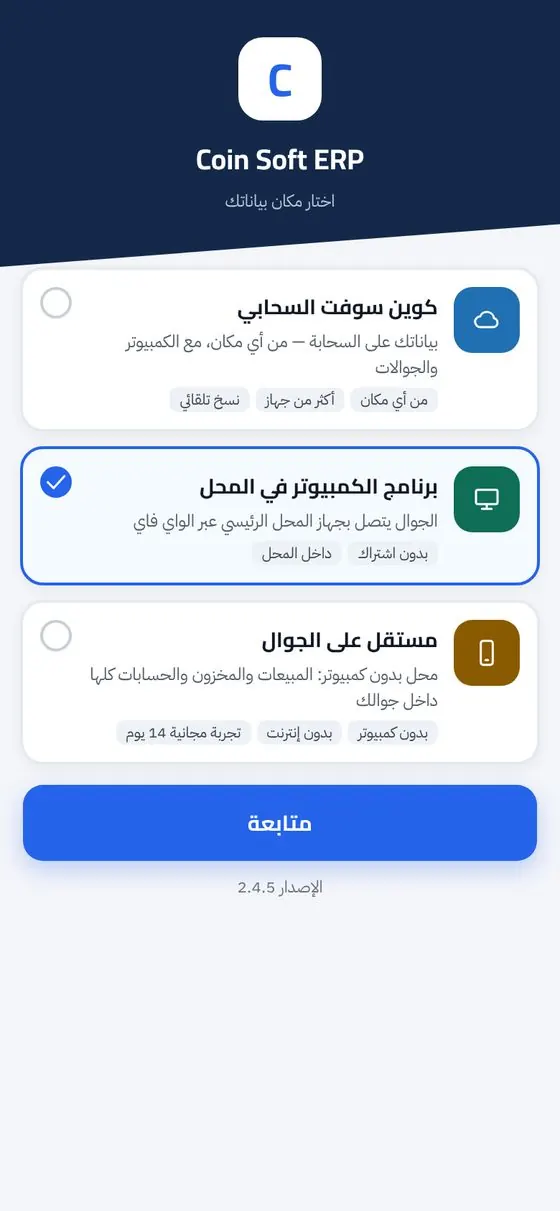 C
Coin Soft ERP
اختار مكان بياناتك
كوين سوفت السحابي
بياناتك على السحابة — من أي مكان، مع الكمبيوتر
والجوالات
من أي مكان
أكثر من جهاز
نسخ تلقائي
برنامج الكمبيوتر في المحل
الجوال يتصل بجهاز المحل الرئيسي عبر الواي فاي
بدون اشتراك
داخل المحل
مستقل على الجوال
محل بدون كمبيوتر: المبيعات والمخزون والحسابات كلها
داخل جوالك
بدون كمبيوتر
بدون إنترنت
تجربة مجانية 14 يوم
متابعة
الإصدار 2.4.5